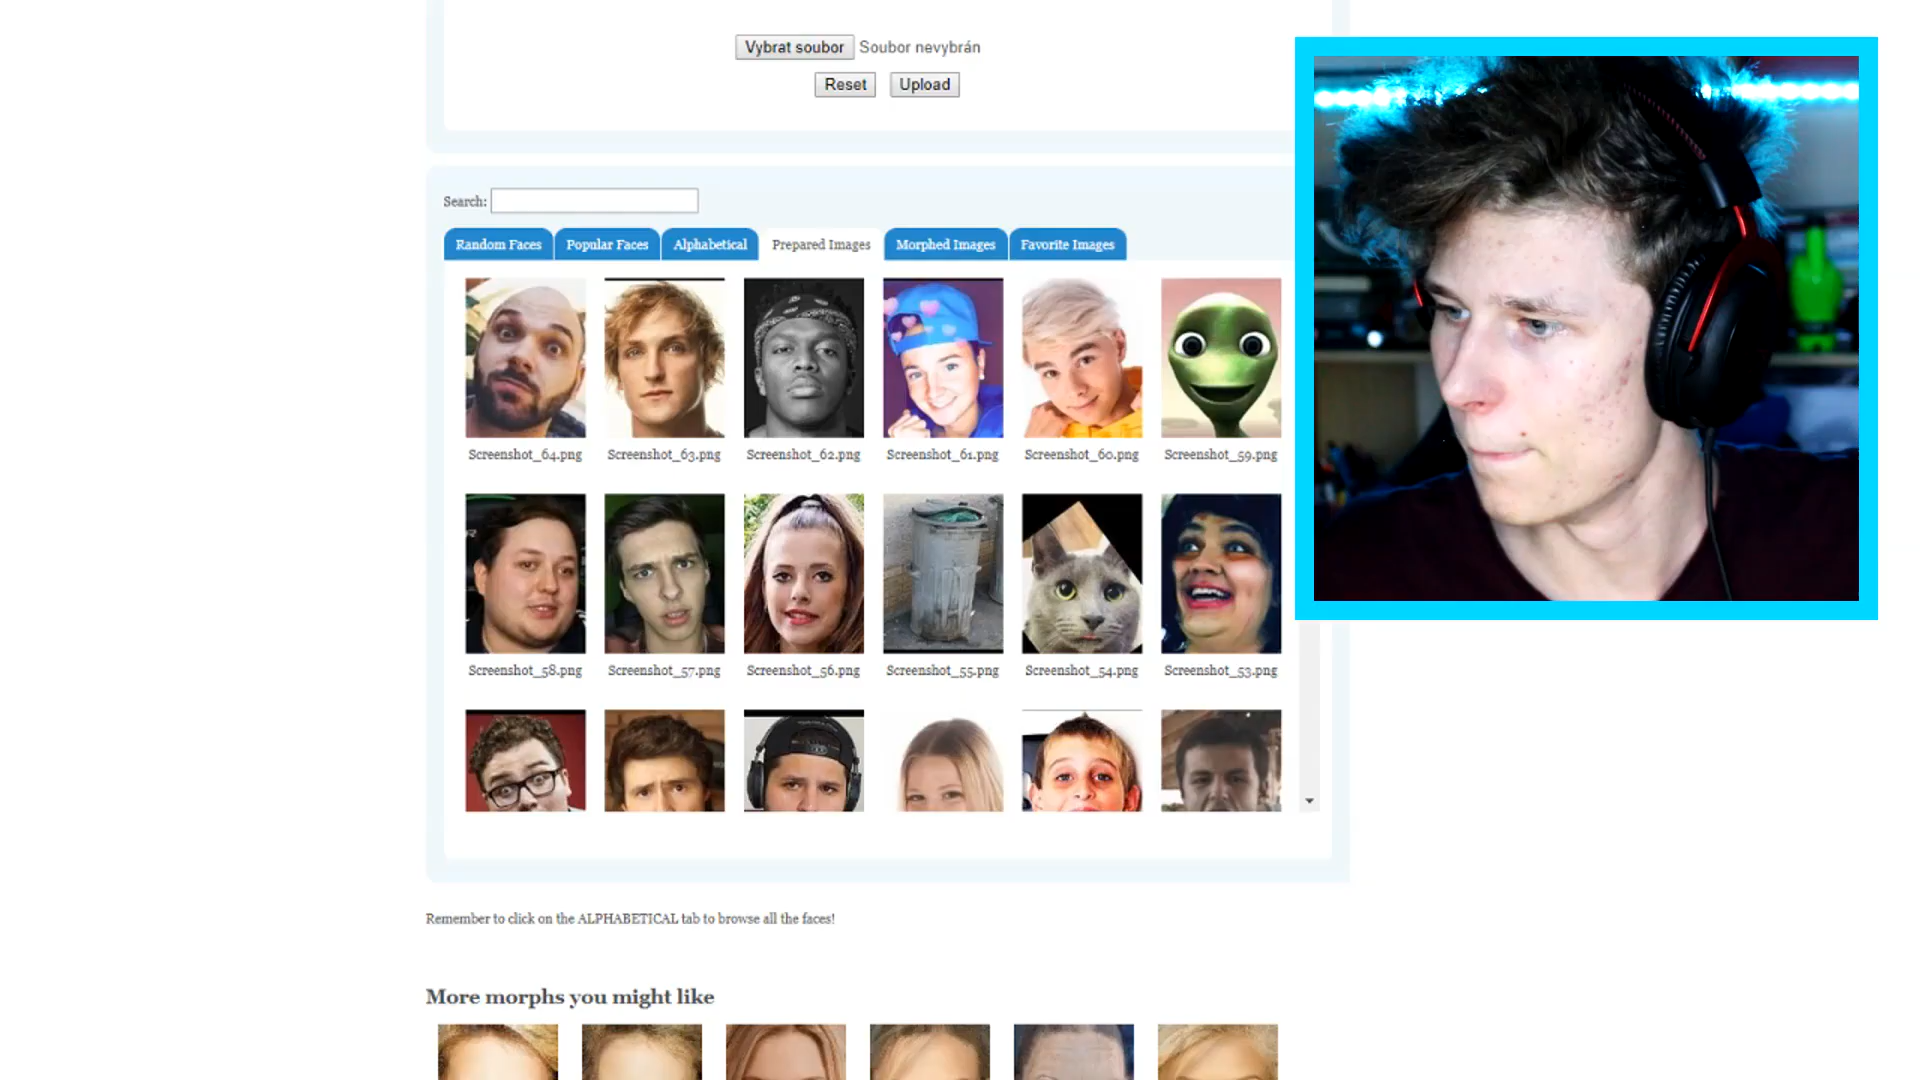 Vybrat soubor Soubor nevybrán
Reset Upload
Search:
Random Faces Popular Faces Alphabetical Prepared Images Morphed Images Favorite Images
Screenshot_64.png Screenshot_63.png Screenshot_62.png Screenshot_61.png Screenshot_60.png Screenshot_59.png
Screenshot_58.png Screenshot_57.png Screenshot_56.png Screenshot_55.png Screenshot_54.png Screenshot_53.png
Remember to click on the ALPHABETICAL tab to browse all the faces!
More morphs you might like